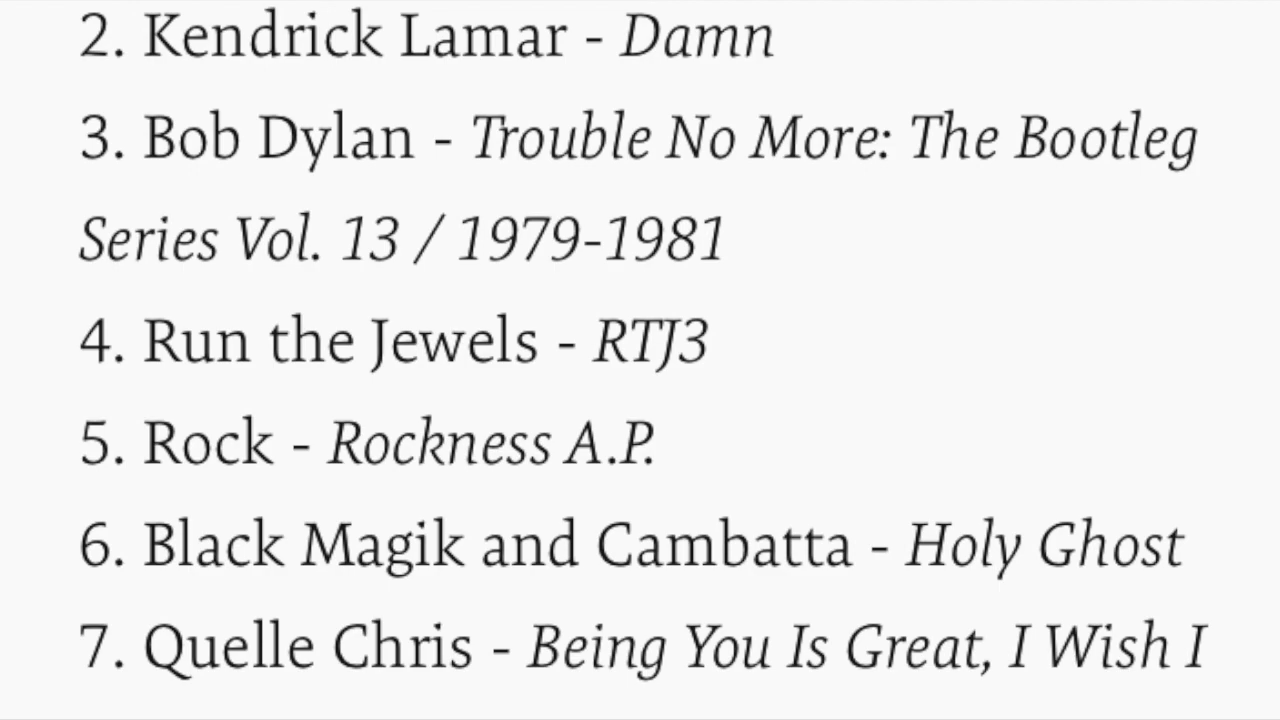 2. Kendrick Lamar - Damn
3. Bob Dylan - Trouble No More: The Bootleg
Series Vol. 13 / 1979-1981
4. Run the Jewels - RTJ3
5. Rock - Rockness A.P.
6. Black Magik and Cambatta - Holy Ghost
7. Quelle Chris - Being You Is Great, I Wish I